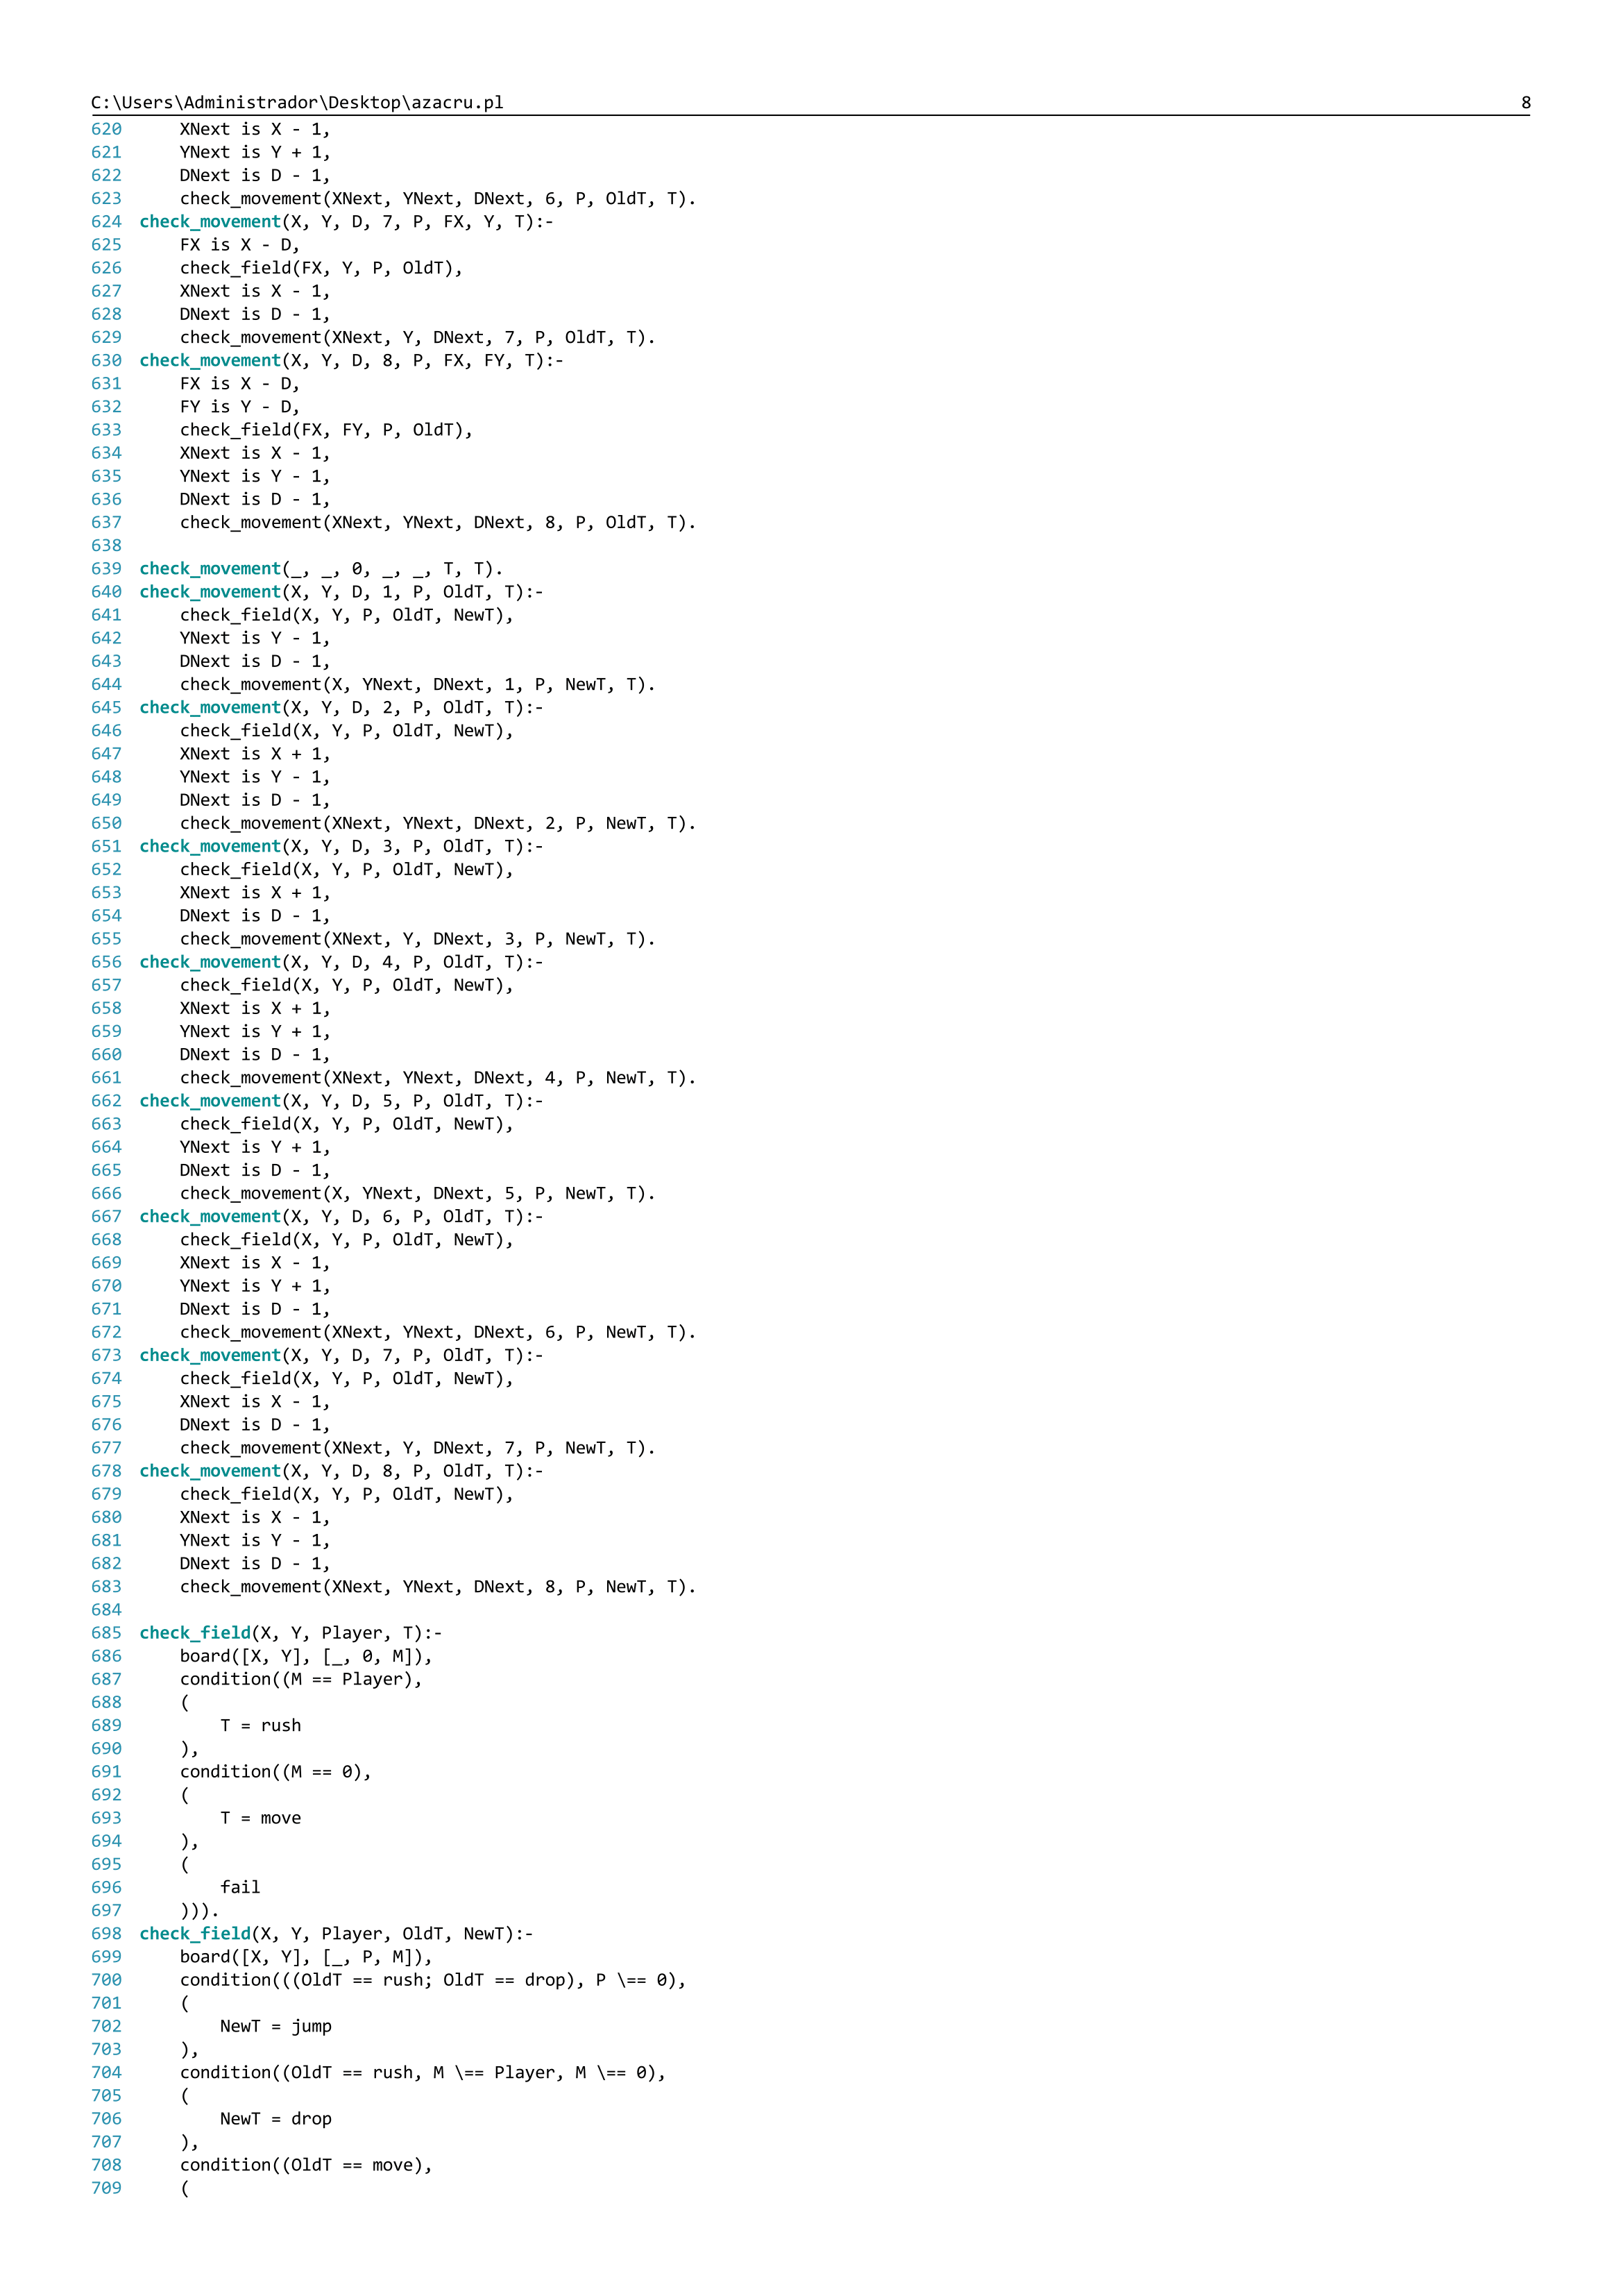 C:\Users\Administrador\Desktop\azacru.pl 8
620 XNext is X - 1,
621 YNext is Y + 1,
622 DNext is D - 1,
623 check_movement(XNext, YNext, DNext, 6, P, OldT, T).
624 check_movement(X, Y, D, 7, P, FX, Y, T):-
625 FX is X - D,
626 check_field(FX, Y, P, OldT),
627 XNext is X - 1,
628 DNext is D - 1,
629 check_movement(XNext, Y, DNext, 7, P, OldT, T).
630 check_movement(X, Y, D, 8, P, FX, FY, T):-
631 FX is X - D,
632 FY is Y - D,
633 check_field(FX, FY, P, OldT),
634 XNext is X - 1,
635 YNext is Y - 1,
636 DNext is D - 1,
637 check_movement(XNext, YNext, DNext, 8, P, OldT, T).
638
639 check_movement(_, _, 0, _, _, T, T).
640 check_movement(X, Y, D, 1, P, OldT, T):-
641 check_field(X, Y, P, OldT, NewT),
642 YNext is Y - 1,
643 DNext is D - 1,
644 check_movement(X, YNext, DNext, 1, P, NewT, T).
645 check_movement(X, Y, D, 2, P, OldT, T):-
646 check_field(X, Y, P, OldT, NewT),
647 XNext is X + 1,
648 YNext is Y - 1,
649 DNext is D - 1,
650 check_movement(XNext, YNext, DNext, 2, P, NewT, T).
651 check_movement(X, Y, D, 3, P, OldT, T):-
652 check_field(X, Y, P, OldT, NewT),
653 XNext is X + 1,
654 DNext is D - 1,
655 check_movement(XNext, Y, DNext, 3, P, NewT, T).
656 check_movement(X, Y, D, 4, P, OldT, T):-
657 check_field(X, Y, P, OldT, NewT),
658 XNext is X + 1,
659 YNext is Y + 1,
660 DNext is D - 1,
661 check_movement(XNext, YNext, DNext, 4, P, NewT, T).
662 check_movement(X, Y, D, 5, P, OldT, T):-
663 check_field(X, Y, P, OldT, NewT),
664 YNext is Y + 1,
665 DNext is D - 1,
666 check_movement(X, YNext, DNext, 5, P, NewT, T).
667 check_movement(X, Y, D, 6, P, OldT, T):-
668 check_field(X, Y, P, OldT, NewT),
669 XNext is X - 1,
670 YNext is Y + 1,
671 DNext is D - 1,
672 check_movement(XNext, YNext, DNext, 6, P, NewT, T).
673 check_movement(X, Y, D, 7, P, OldT, T):-
674 check_field(X, Y, P, OldT, NewT),
675 XNext is X - 1,
676 DNext is D - 1,
677 check_movement(XNext, Y, DNext, 7, P, NewT, T).
678 check_movement(X, Y, D, 8, P, OldT, T):-
679 check_field(X, Y, P, OldT, NewT),
680 XNext is X - 1,
681 YNext is Y - 1,
682 DNext is D - 1,
683 check_movement(XNext, YNext, DNext, 8, P, NewT, T).
684
685 check_field(X, Y, Player, T):-
686 board([X, Y], [_, 0, M]),
687 condition((M == Player),
688 (
689 T = rush
690 ),
691 condition((M == 0),
692 (
693 T = move
694 ),
695 (
696 fail
697 ))).
698 check_field(X, Y, Player, OldT, NewT):-
699 board([X, Y], [_, P, M]),
700 condition(((OldT == rush; OldT == drop), P \== 0),
701 (
702 NewT = jump
703 ),
704 condition((OldT == rush, M \== Player, M \== 0),
705 (
706 NewT = drop
707 ),
708 condition((OldT == move),
709 (